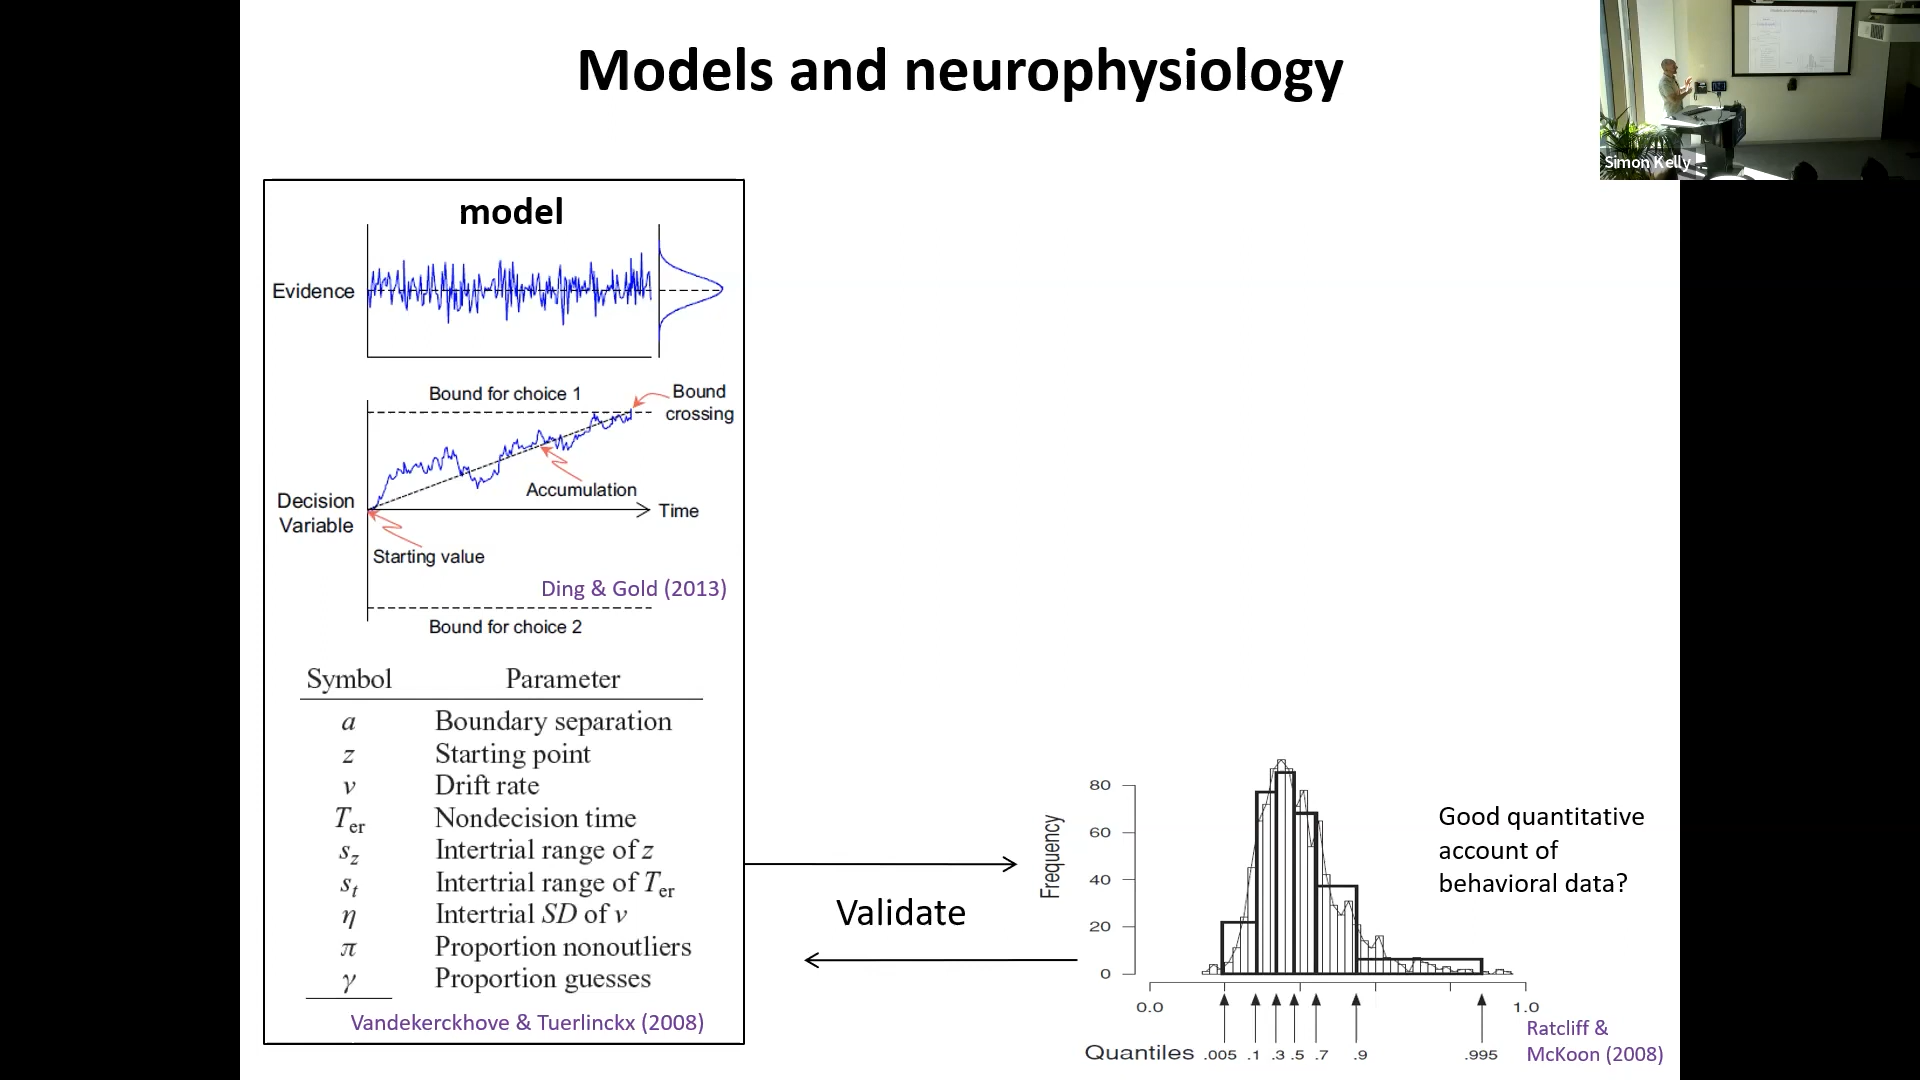 Models and neurophysiology
Simon Kelly
model
Evidence
Bound for choice 1
Bound
crossing
Accumulation
Decision
Variable
Time
Starting value
Ding & Gold (2013)
Bound for choice 2
Symbol Parameter
a Boundary separation
z Starting point
v Drift rate
Ter Nondecision time
sz Intertrial range of z
st Intertrial range of Ter
η Intertrial SD of v
π Proportion nonoutliers
γ Proportion guesses
Vandekerckhove & Tuerlinckx (2008)
Validate
Frequency
80
60
40
20
0
0.0 1.0
Quantiles .005 .1 .3 .5 .7 .9 .995
Good quantitative
account of
behavioral data?
Ratcliff &
McKoon (2008)